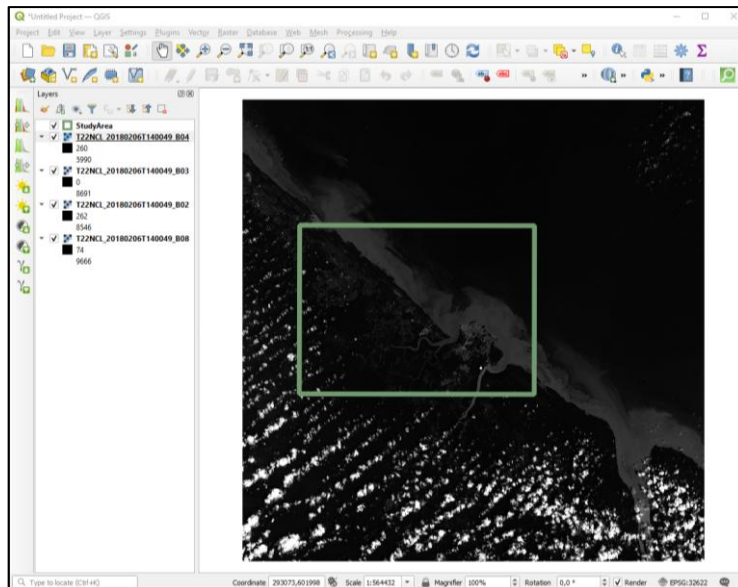 *Untitled Project — QGIS
Project Edit View Layer Settings Plugins Vector Raster Database Web Mesh Processing Help
Layers
StudyArea
T22NCL_20180206T140049_B04
260
5990
T22NCL_20180206T140049_B03
0
8691
T22NCL_20180206T140049_B02
262
8546
T22NCL_20180206T140049_B08
74
9666
Type to locate (Ctrl+K) Coordinate 293073,601998 Scale 1:564432 Magnifier 100% Rotation 0,0 ° Render EPSG:32622